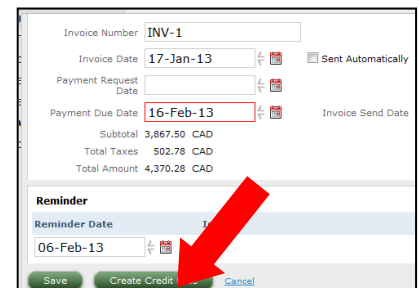 Invoice Number INV-1
Invoice Date 17-Jan-13 Sent Automatically
Payment Request
Date
Payment Due Date 16-Feb-13 Invoice Send Date
Subtotal 3,867.50 CAD
Total Taxes 502.78 CAD
Total Amount 4,370.28 CAD
Reminder
Reminder Date
06-Feb-13
Save Create Credit Cancel